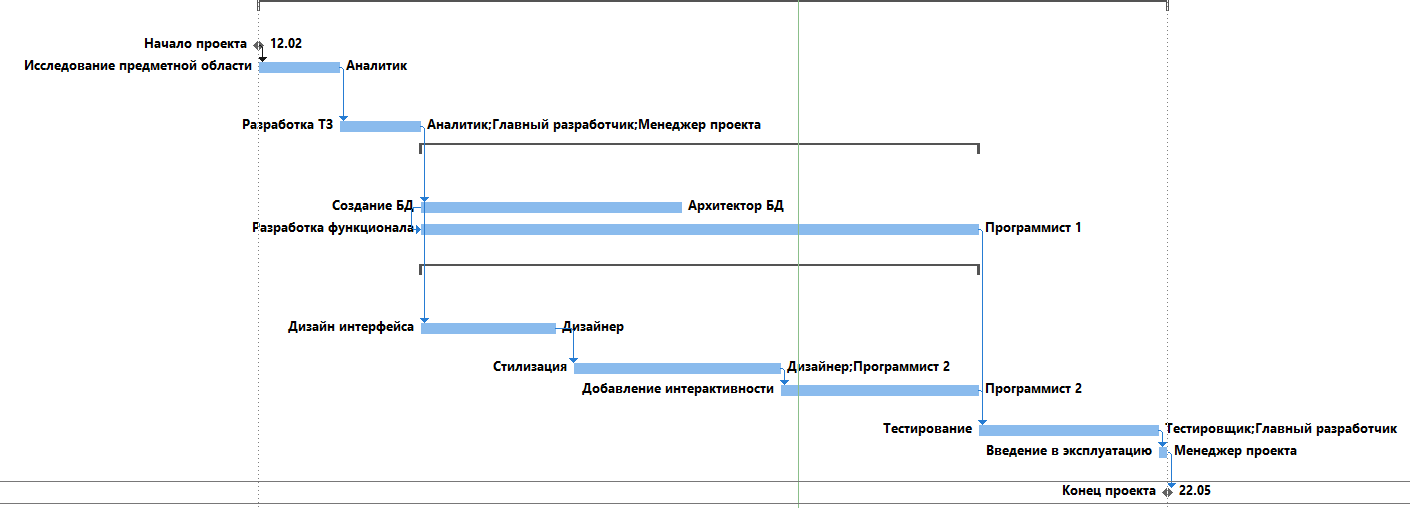 Начало проекта 12.02
Исследование предметной области Аналитик
Разработка ТЗ Аналитик;Главный разработчик;Менеджер проекта
Создание БД Архитектор БД
Разработка функционала Программист 1
Дизайн интерфейса Дизайнер
Стилизация Дизайнер;Программист 2
Добавление интерактивности Программист 2
Тестирование Тестировщик;Главный разработчик
Введение в эксплуатацию Менеджер проекта
Конец проекта 22.05